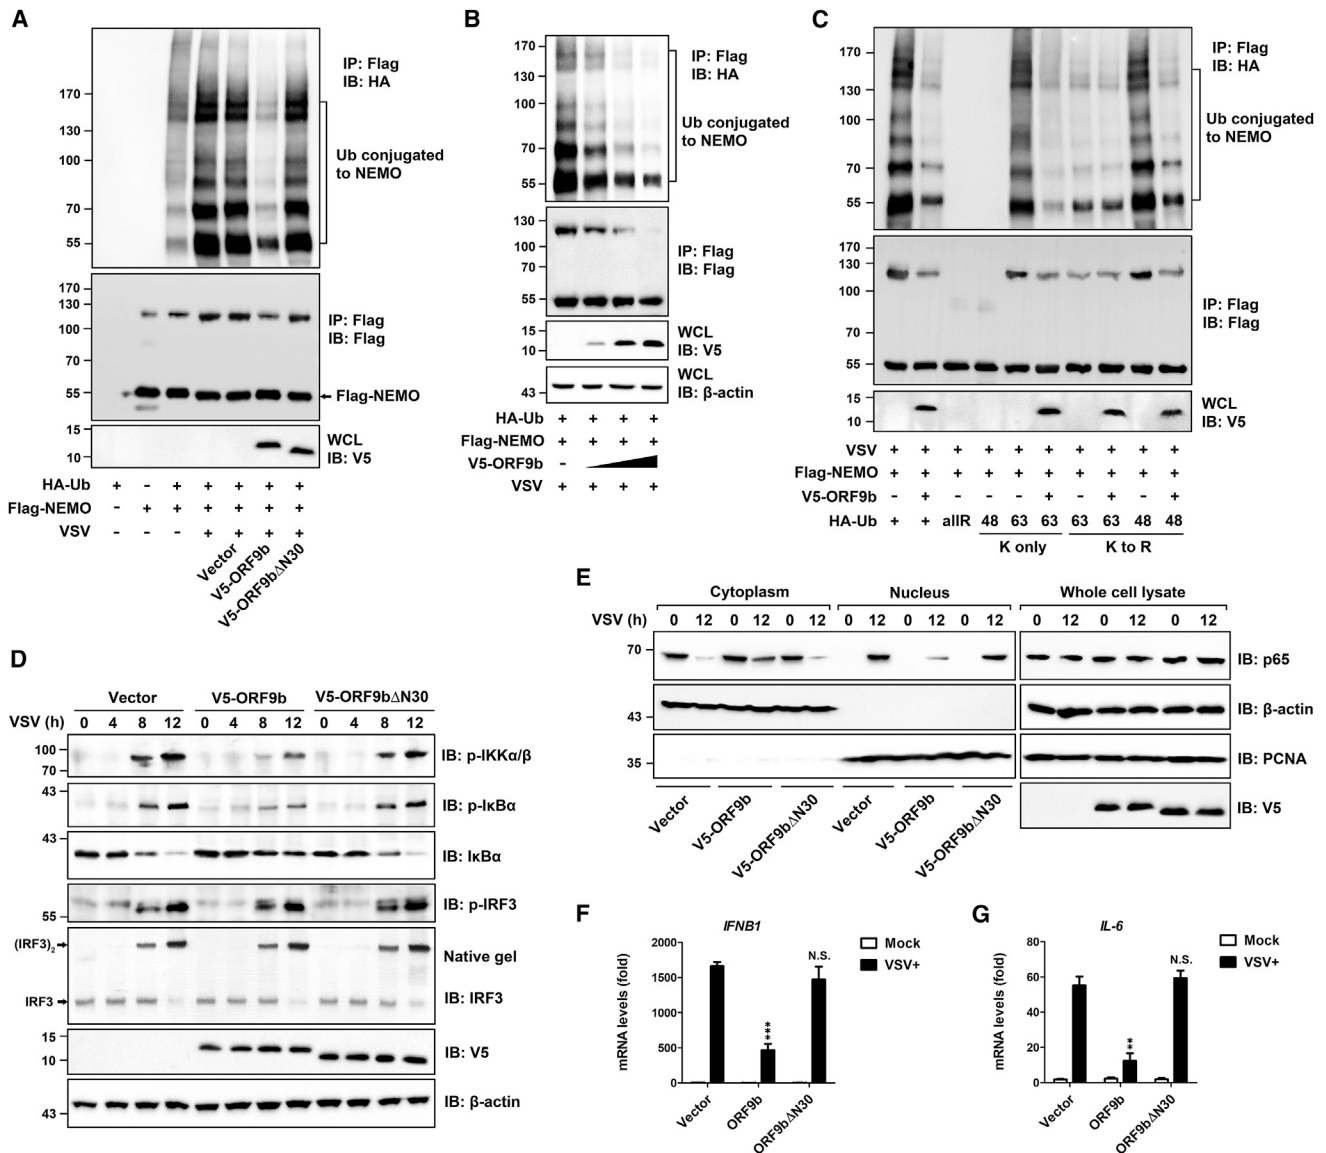 A
IP: Flag
IB: HA
170
130
100
70
55
Ub conjugated
to NEMO
170
130
100
70
55
IP: Flag
IB: Flag
Flag-NEMO
15
10
WCL
IB: V5
HA-Ub + - + + + + +
Flag-NEMO - + + + + + +
VSV - - - + + + +
Vector
V5-ORF9b
V5-ORF9bΔN30
B
170
130
100
70
55
IP: Flag
IB: HA
Ub conjugated
to NEMO
130
100
70
55
IP: Flag
IB: Flag
15
10
WCL
IB: V5
43
WCL
IB: β-actin
HA-Ub + + + +
Flag-NEMO + + + +
V5-ORF9b -
VSV + + + +
C
170
130
100
70
55
IP: Flag
IB: HA
Ub conjugated
to NEMO
170
130
100
70
55
IP: Flag
IB: Flag
15
10
WCL
IB: V5
VSV + + + + + + + + + +
Flag-NEMO + + + + + + + + + +
V5-ORF9b - + - - - + - + - +
HA-Ub + + allR 48 63 63 63 63 48 48
K only K to R
D
Vector V5-ORF9b V5-ORF9bΔN30
VSV (h) 0 4 8 12 0 4 8 12 0 4 8 12
100
70
IB: p-IKKα/β
43
IB: p-IκBα
43
IB: IκBα
55
IB: p-IRF3
(IRF3)2
Native gel
IRF3
IB: IRF3
15
10
IB: V5
43
IB: β-actin
E
Cytoplasm Nucleus Whole cell lysate
VSV (h) 0 12 0 12 0 12 0 12 0 12 0 12 0 12 0 12 0 12
70
IB: p65
43
IB: β-actin
35
IB: PCNA
IB: V5
Vector
V5-ORF9b
V5-ORF9bΔN30
Vector
V5-ORF9b
V5-ORF9bΔN30
F
IFNB1
mRNA levels (fold)
2000
1500
1000
500
0
***
N.S.
Mock
VSV+
Vector
ORF9b
ORF9bΔN30
G
IL-6
mRNA levels (fold)
80
60
40
20
0
**
N.S.
Mock
VSV+
Vector
ORF9b
ORF9bΔN30